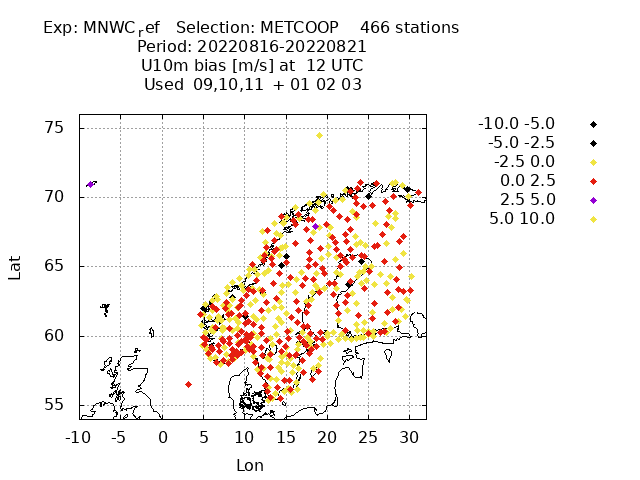 Exp: MNWC_ref   Selection: METCOOP    466 stations
Period: 20220816-20220821
U10m bias [m/s] at  12 UTC
Used  09,10,11  + 01 02 03
-10.0 -5.0
-5.0 -2.5
-2.5 0.0
0.0 2.5
2.5 5.0
5.0 10.0
75
70
65
60
55
Lat
-10 -5 0 5 10 15 20 25 30
Lon